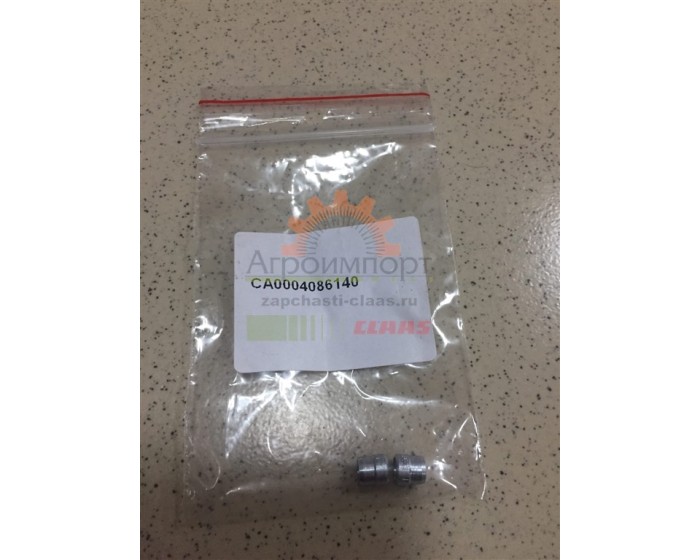 Агроимпорт
CA0004086140
zapchasti-claas.ru
CLAAS